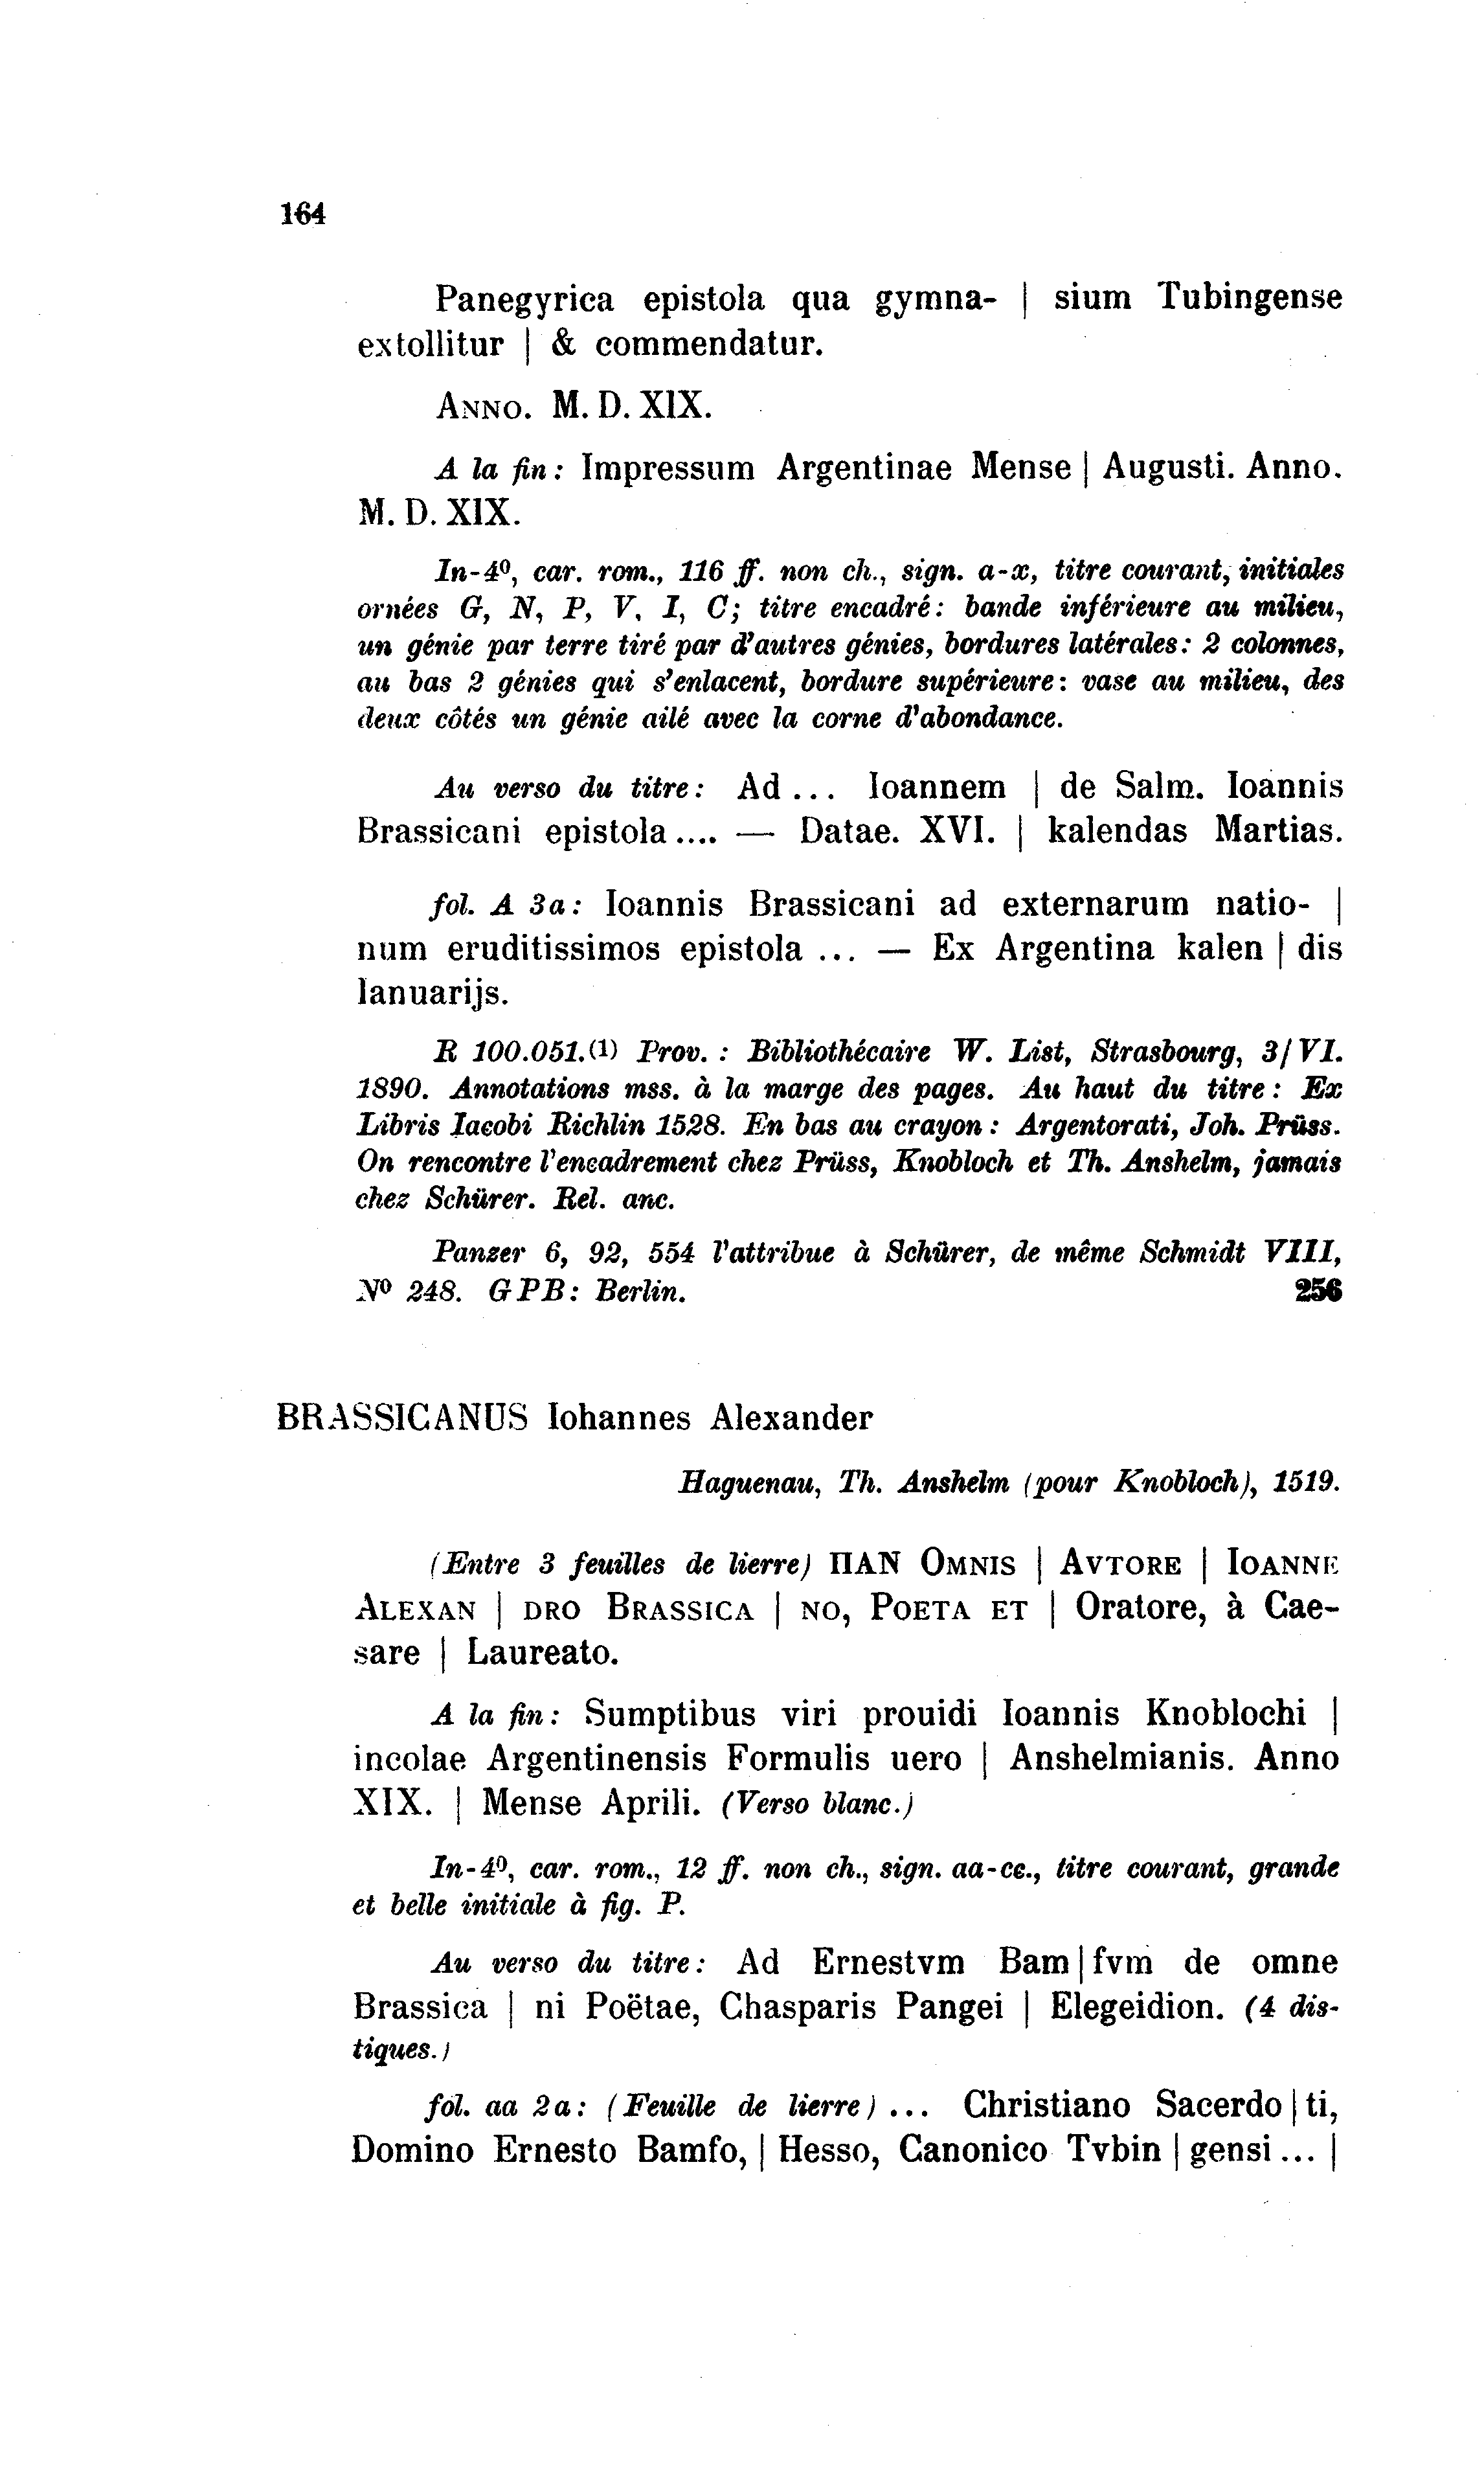 164
Panegyrica epistola qua gymna- | sium Tubingense
extollitur | & commendatur.
ANNO. M. D. XIX.
A la fin: Impressum Argentinae Mense | Augusti. Anno.
M. D. XIX.
In-4⁰, car. rom., 116 ff. non ch., sign. a-x, titre courant, initiales
ornées G, N, P, V, I, C; titre encadré: bande inférieure au milieu,
un génie par terre tiré par d'autres génies, bordures latérales: 2 colonnes,
au bas 2 génies qui s'enlacent, bordure supérieure: vase au milieu, des
deux côtés un génie ailé avec la corne d'abondance.
Au verso du titre: Ad ... Ioannem | de Salm. Ioannis
Brassicani epistola .... — Datae. XVI. | kalendas Martias.
fol. A 3a: Ioannis Brassicani ad externarum natio- |
num eruditissimos epistola ... — Ex Argentina kalen | dis
Ianuarijs.
R 100.051.(1) Prov. : Bibliothécaire W. List, Strasbourg, 3/VI.
1890. Annotations mss. à la marge des pages. Au haut du titre: Ex
Libris Iacobi Richlin 1528. En bas au crayon: Argentorati, Joh. Prüss.
On rencontre l'encadrement chez Prüss, Knobloch et Th. Anshelm, jamais
chez Schürer. Rel. anc.
Panzer 6, 92, 554 l'attribue à Schürer, de même Schmidt VIII,
N⁰ 248. GPB: Berlin. 256
BRASSICANUS Iohannes Alexander
Haguenau, Th. Anshelm (pour Knobloch), 1519.
(Entre 3 feuilles de lierre) ΠΑΝ OMNIS | AVTORE | IOANNE
ALEXAN | DRO BRASSICA | NO, POETA ET | Oratore, à Cae-
sare | Laureato.
A la fin: Sumptibus viri prouidi Ioannis Knoblochi |
incolae Argentinensis Formulis uero | Anshelmianis. Anno
XIX. | Mense Aprili. (Verso blanc.)
In-4⁰, car. rom., 12 ff. non ch., sign. aa-cc., titre courant, grande
et belle initiale à fig. P.
Au verso du titre: Ad Ernestvm Bam|fvm de omne
Brassica | ni Poëtae, Chasparis Pangei | Elegeidion. (4 dis-
tiques.)
fol. aa 2a: (Feuille de lierre) ... Christiano Sacerdo|ti,
Domino Ernesto Bamfo, | Hesso, Canonico Tvbin | gensi ... |